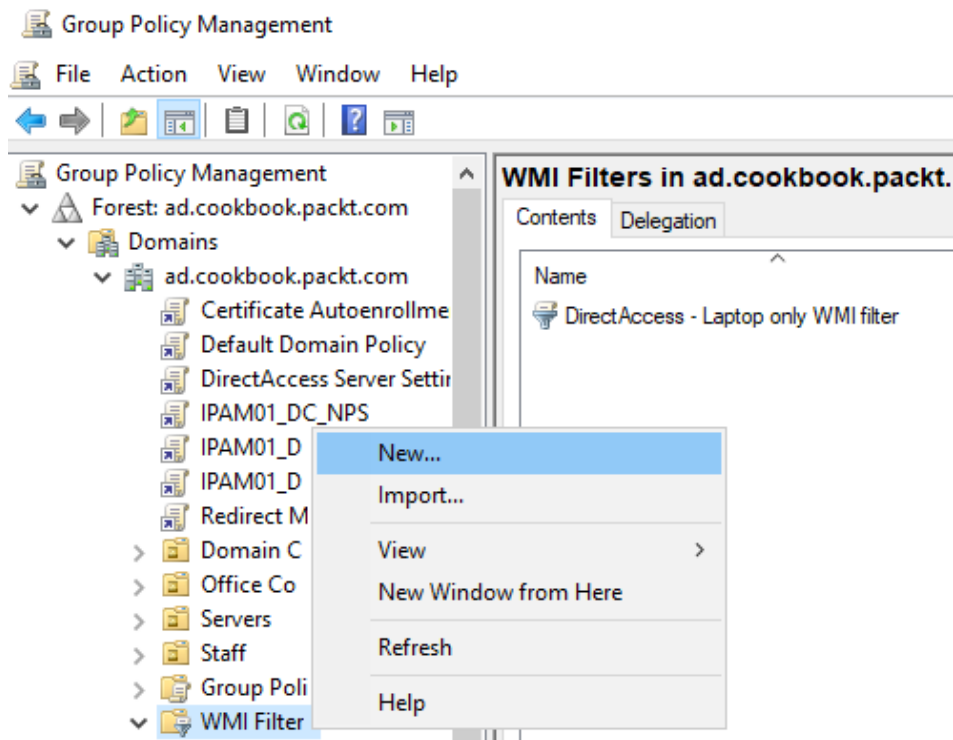 Group Policy Management
File Action View Window Help
Group Policy Management
Forest: ad.cookbook.packt.com
Domains
ad.cookbook.packt.com
Certificate Autoenrollme
Default Domain Policy
DirectAccess Server Settin
IPAM01_DC_NPS
IPAM01_D
IPAM01_D
Redirect M
Domain C
Office Co
Servers
Staff
Group Poli
WMI Filter
New...
Import...
View
New Window from Here
Refresh
Help
WMI Filters in ad.cookbook.packt.
Contents Delegation
Name
DirectAccess - Laptop only WMI filter